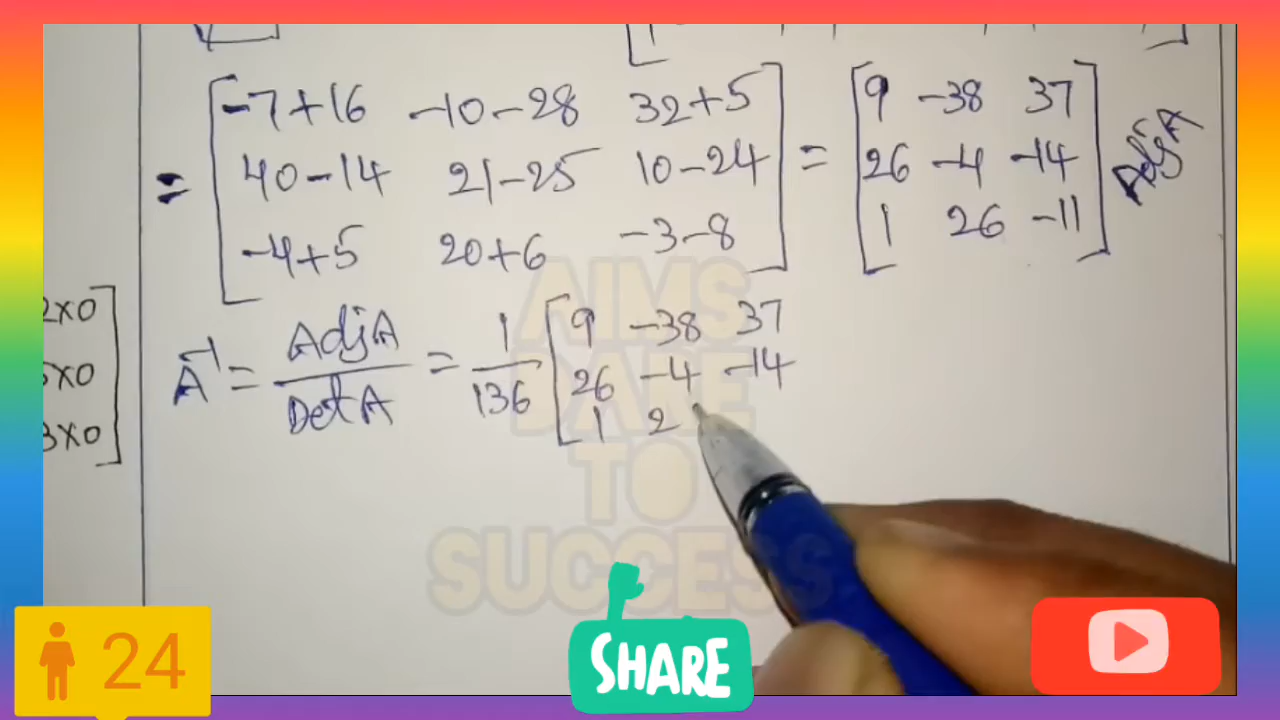 = [ -7+16 -10-28 32+5 ] = [ 9 -38 37 ] AdjA
[ 40-14 21-25 10-24 ] [ 26 -4 -14 ]
[ -4+5 20+6 -3-8 ] [ 1 26 -11 ]
2x0
x0
3x0
A⁻¹ = AdjA / DetA = 1/136 [ 9 -38 37
26 -4 -14
1 2
AIMS
DARE
TO
SUCCESS
24
SHARE